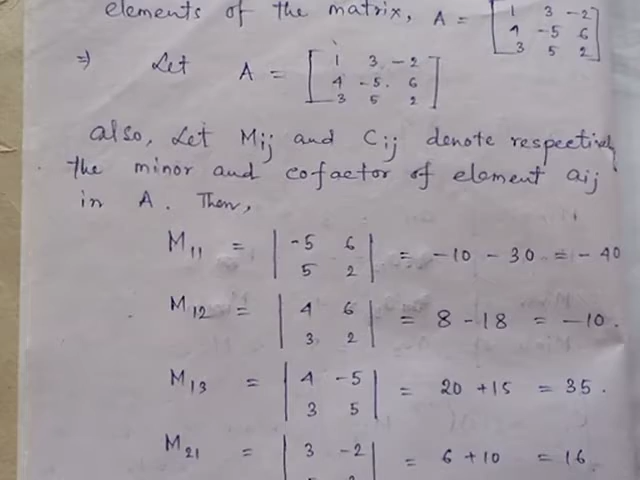 elements of the matrix, A = [1 3 -2
4 -5 6
3 5 2]
⇒ Let A = [1 3 -2
4 -5 6
3 5 2]
also, Let Mij and Cij denote respectively
the minor and cofactor of element aij
in A. Then,
M11 = |-5 6
5 2| = -10 - 30 = -40
M12 = |4 6
3 2| = 8 - 18 = -10.
M13 = |4 -5
3 5| = 20 + 15 = 35.
M21 = |3 -2| = 6 + 10 = 16